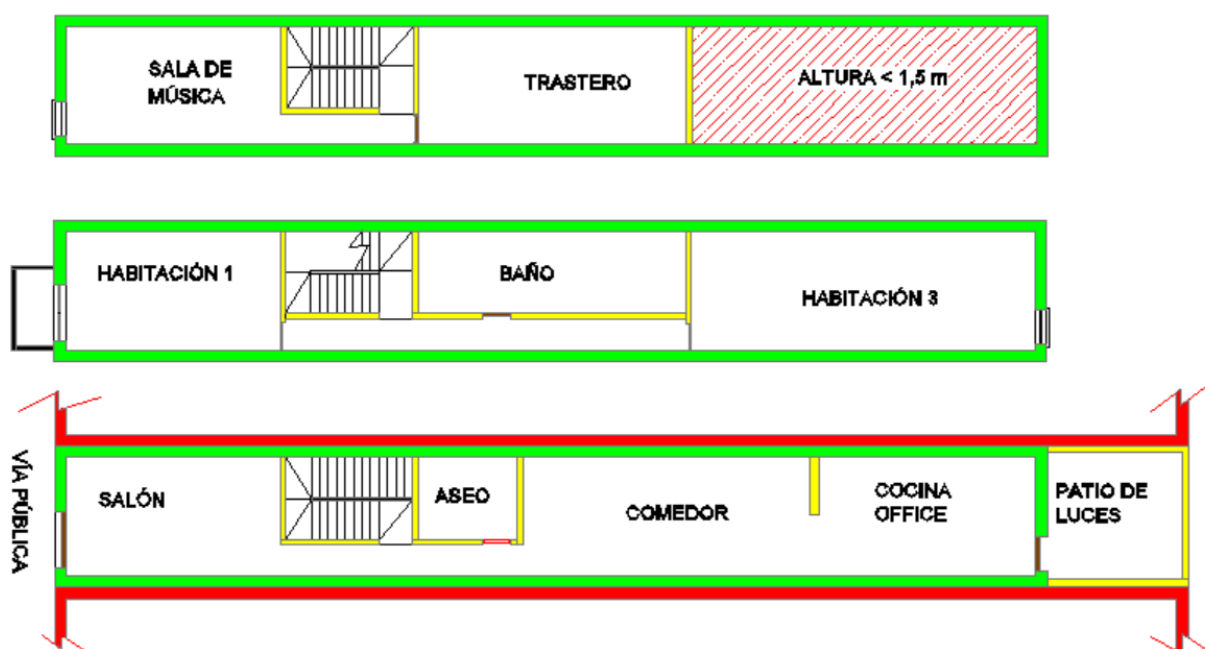 SALA DE
MÚSICA
TRASTERO
ALTURA < 1,5 m
HABITACIÓN 1
BAÑO
HABITACIÓN 3
VÍA PÚBLICA
SALÓN
ASEO
COMEDOR
COCINA
OFFICE
PATIO DE
LUCES